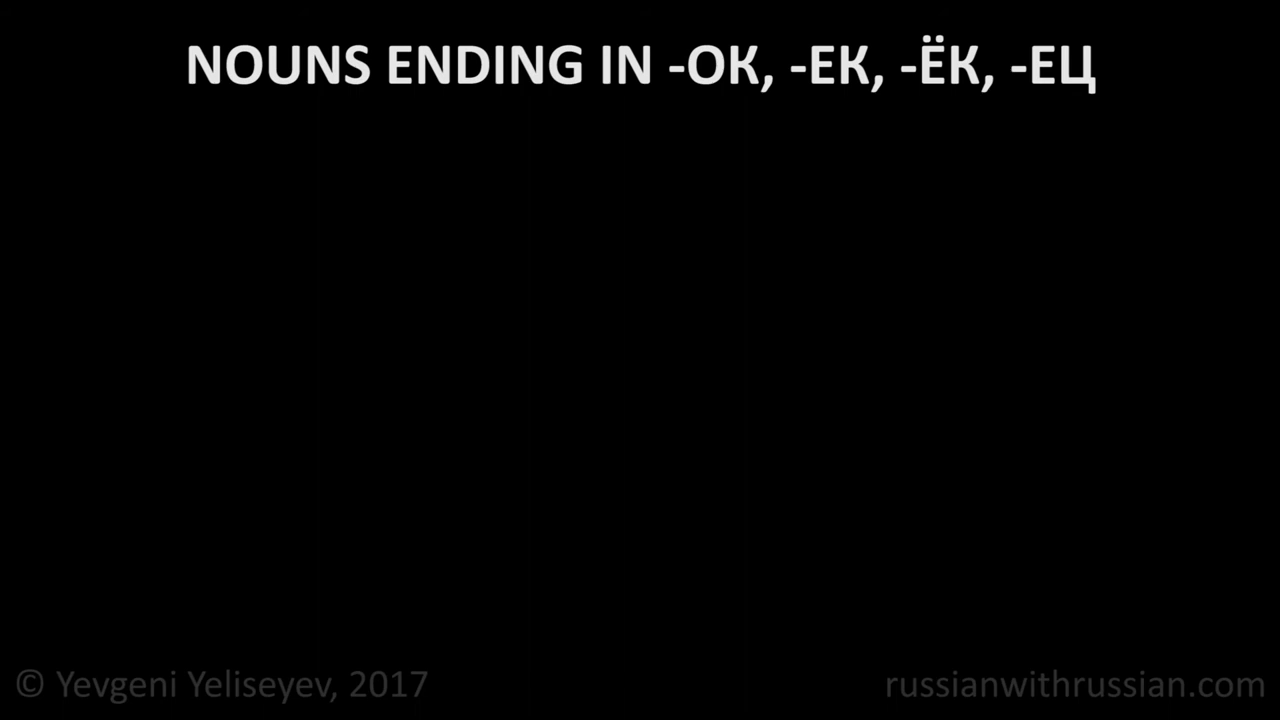 NOUNS ENDING IN -ОК, -ЕК, -ЁК, -ЕЦ
© Yevgeni Yeliseyev, 2017
russianwithrussian.com